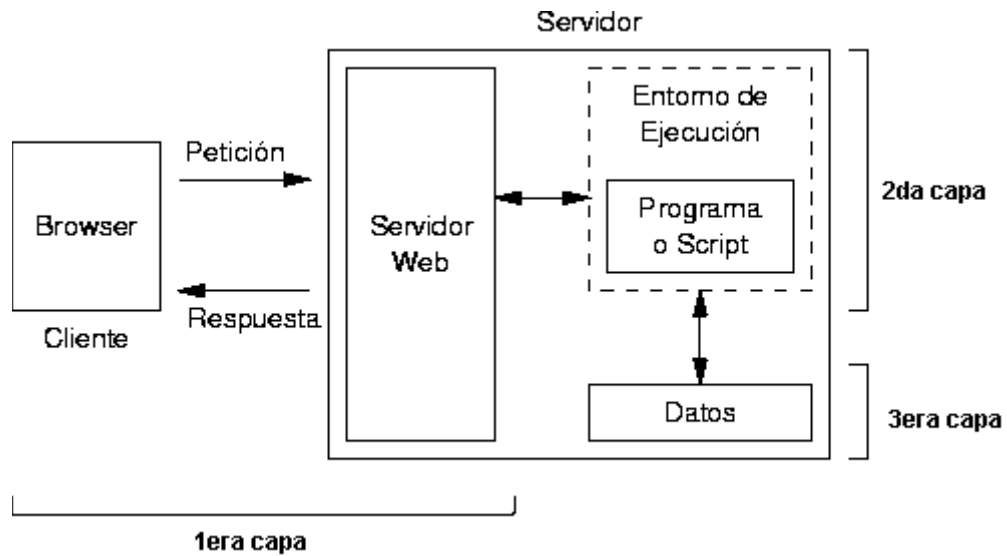 Servidor
Entorno de
Ejecución
Petición
2da capa
Programa
o Script
Browser
Servidor
Web
Respuesta
Cliente
Datos
3era capa
1era capa